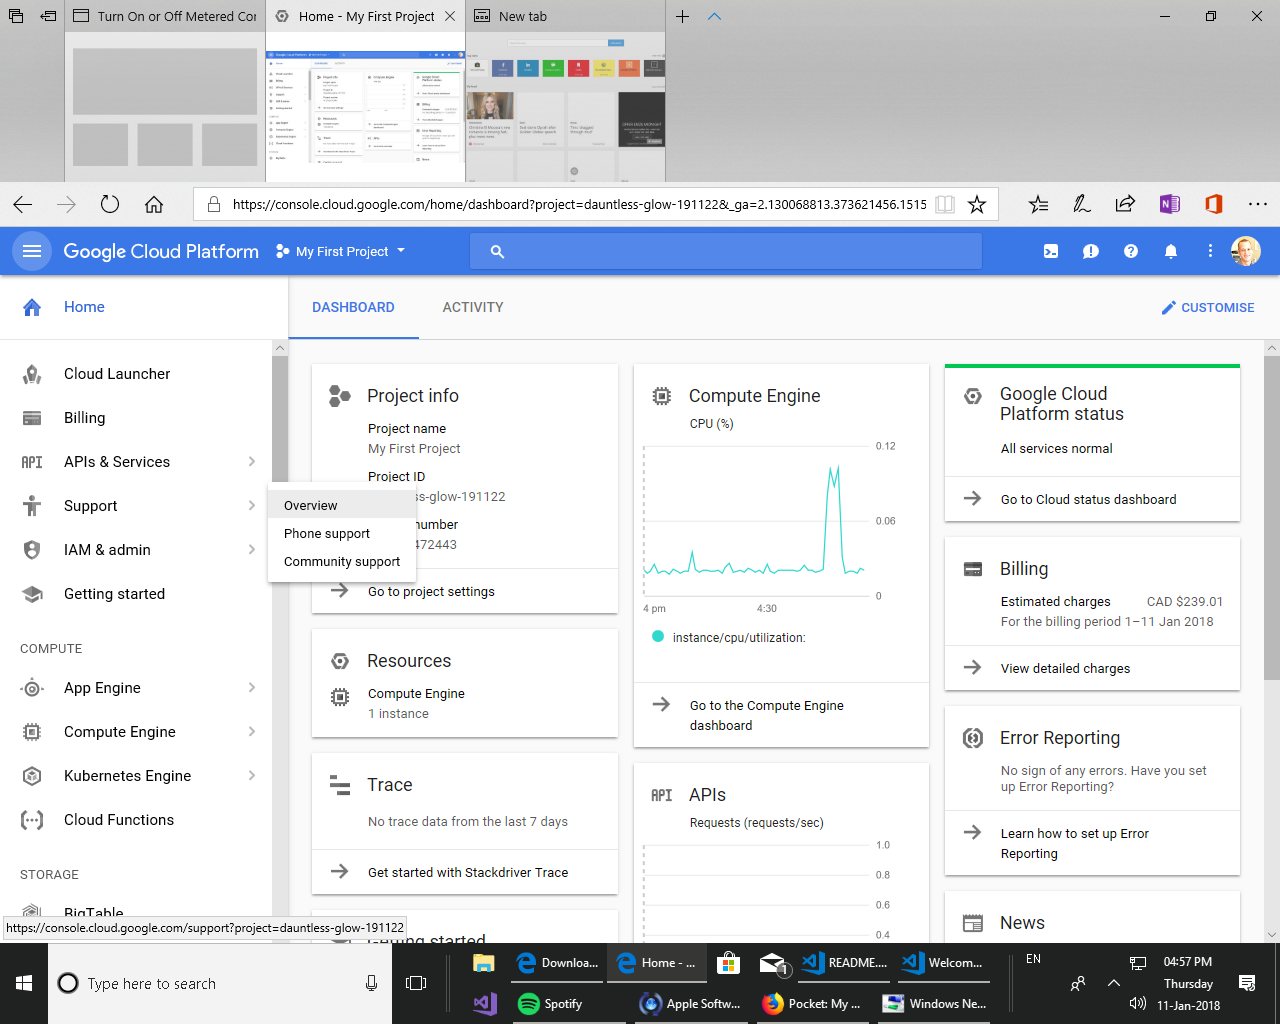 Turn On or Off Metered Con
Home - My First Project
New tab
https://console.cloud.google.com/home/dashboard?project=dauntless-glow-191122&_ga=2.130068813.373621456.1515
Google Cloud Platform
My First Project
Home
DASHBOARD
ACTIVITY
CUSTOMISE
Cloud Launcher
Billing
APIs & Services
Support
IAM & admin
Getting started
COMPUTE
App Engine
Compute Engine
Kubernetes Engine
Cloud Functions
STORAGE
BigTable
https://console.cloud.google.com/support?project=dauntless-glow-191122
Overview
Phone support
Community support
Project info
Project name
My First Project
Project ID
ss-glow-191122
number
472443
Go to project settings
Resources
Compute Engine
1 instance
Trace
No trace data from the last 7 days
Get started with Stackdriver Trace
Getting started
Compute Engine
CPU (%)
0.12
0.06
0
4 pm
4:30
instance/cpu/utilization:
Go to the Compute Engine
dashboard
API
APIs
Requests (requests/sec)
1.0
0.8
0.6
0.4
Google Cloud
Platform status
All services normal
Go to Cloud status dashboard
Billing
Estimated charges
CAD $239.01
For the billing period 1–11 Jan 2018
View detailed charges
Error Reporting
No sign of any errors. Have you set
up Error Reporting?
Learn how to set up Error
Reporting
News
Type here to search
Downloa...
Home - ...
1
README....
Welcom...
Spotify
Apple Softw...
Pocket: My ...
Windows Ne...
EN
04:57 PM
Thursday
11-Jan-2018